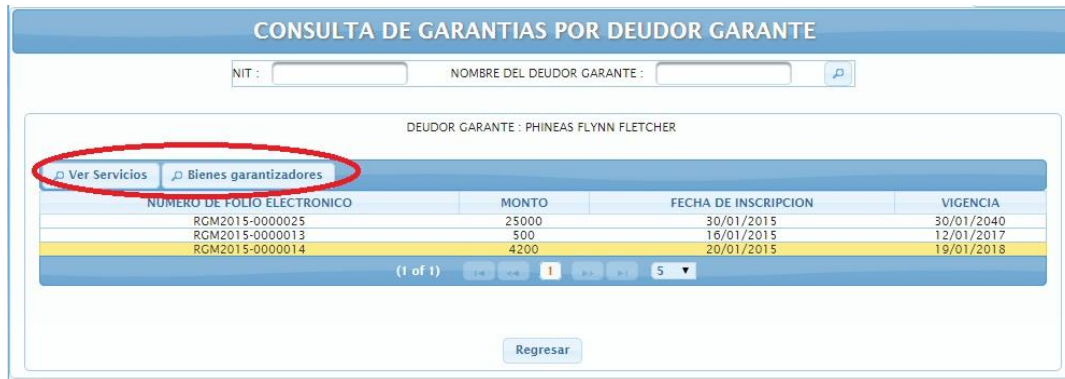 CONSULTA DE GARANTIAS POR DEUDOR GARANTE
NIT : NOMBRE DEL DEUDOR GARANTE :
DEUDOR GARANTE : PHINEAS FLYNN FLETCHER
Ver Servicios Bienes garantizadores
NUMERO DE FOLIO ELECTRONICO MONTO FECHA DE INSCRIPCION VIGENCIA
RGM2015-0000025 25000 30/01/2015 30/01/2040
RGM2015-0000013 500 16/01/2015 12/01/2017
RGM2015-0000014 4200 20/01/2015 19/01/2018
(1 of 1) 1 5
Regresar